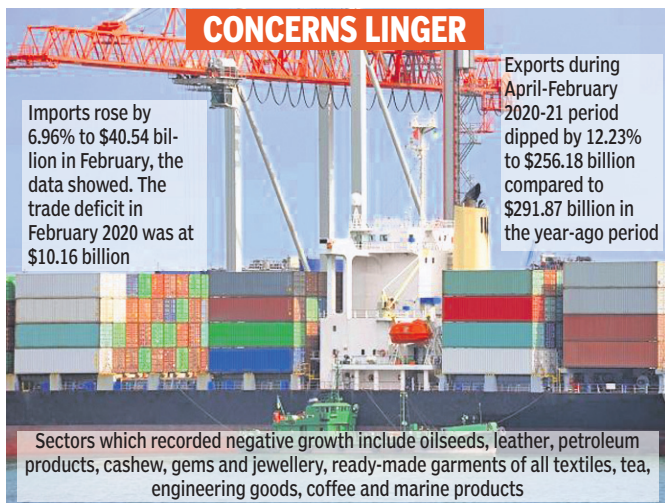 CONCERNS LINGER
Imports rose by
6.96% to $40.54 bil-
lion in February, the
data showed. The
trade deficit in
February 2020 was at
$10.16 billion
Exports during
April-February
2020-21 period
dipped by 12.23%
to $256.18 billion
compared to
$291.87 billion in
the year-ago period
Sectors which recorded negative growth include oilseeds, leather, petroleum
products, cashew, gems and jewellery, ready-made garments of all textiles, tea,
engineering goods, coffee and marine products